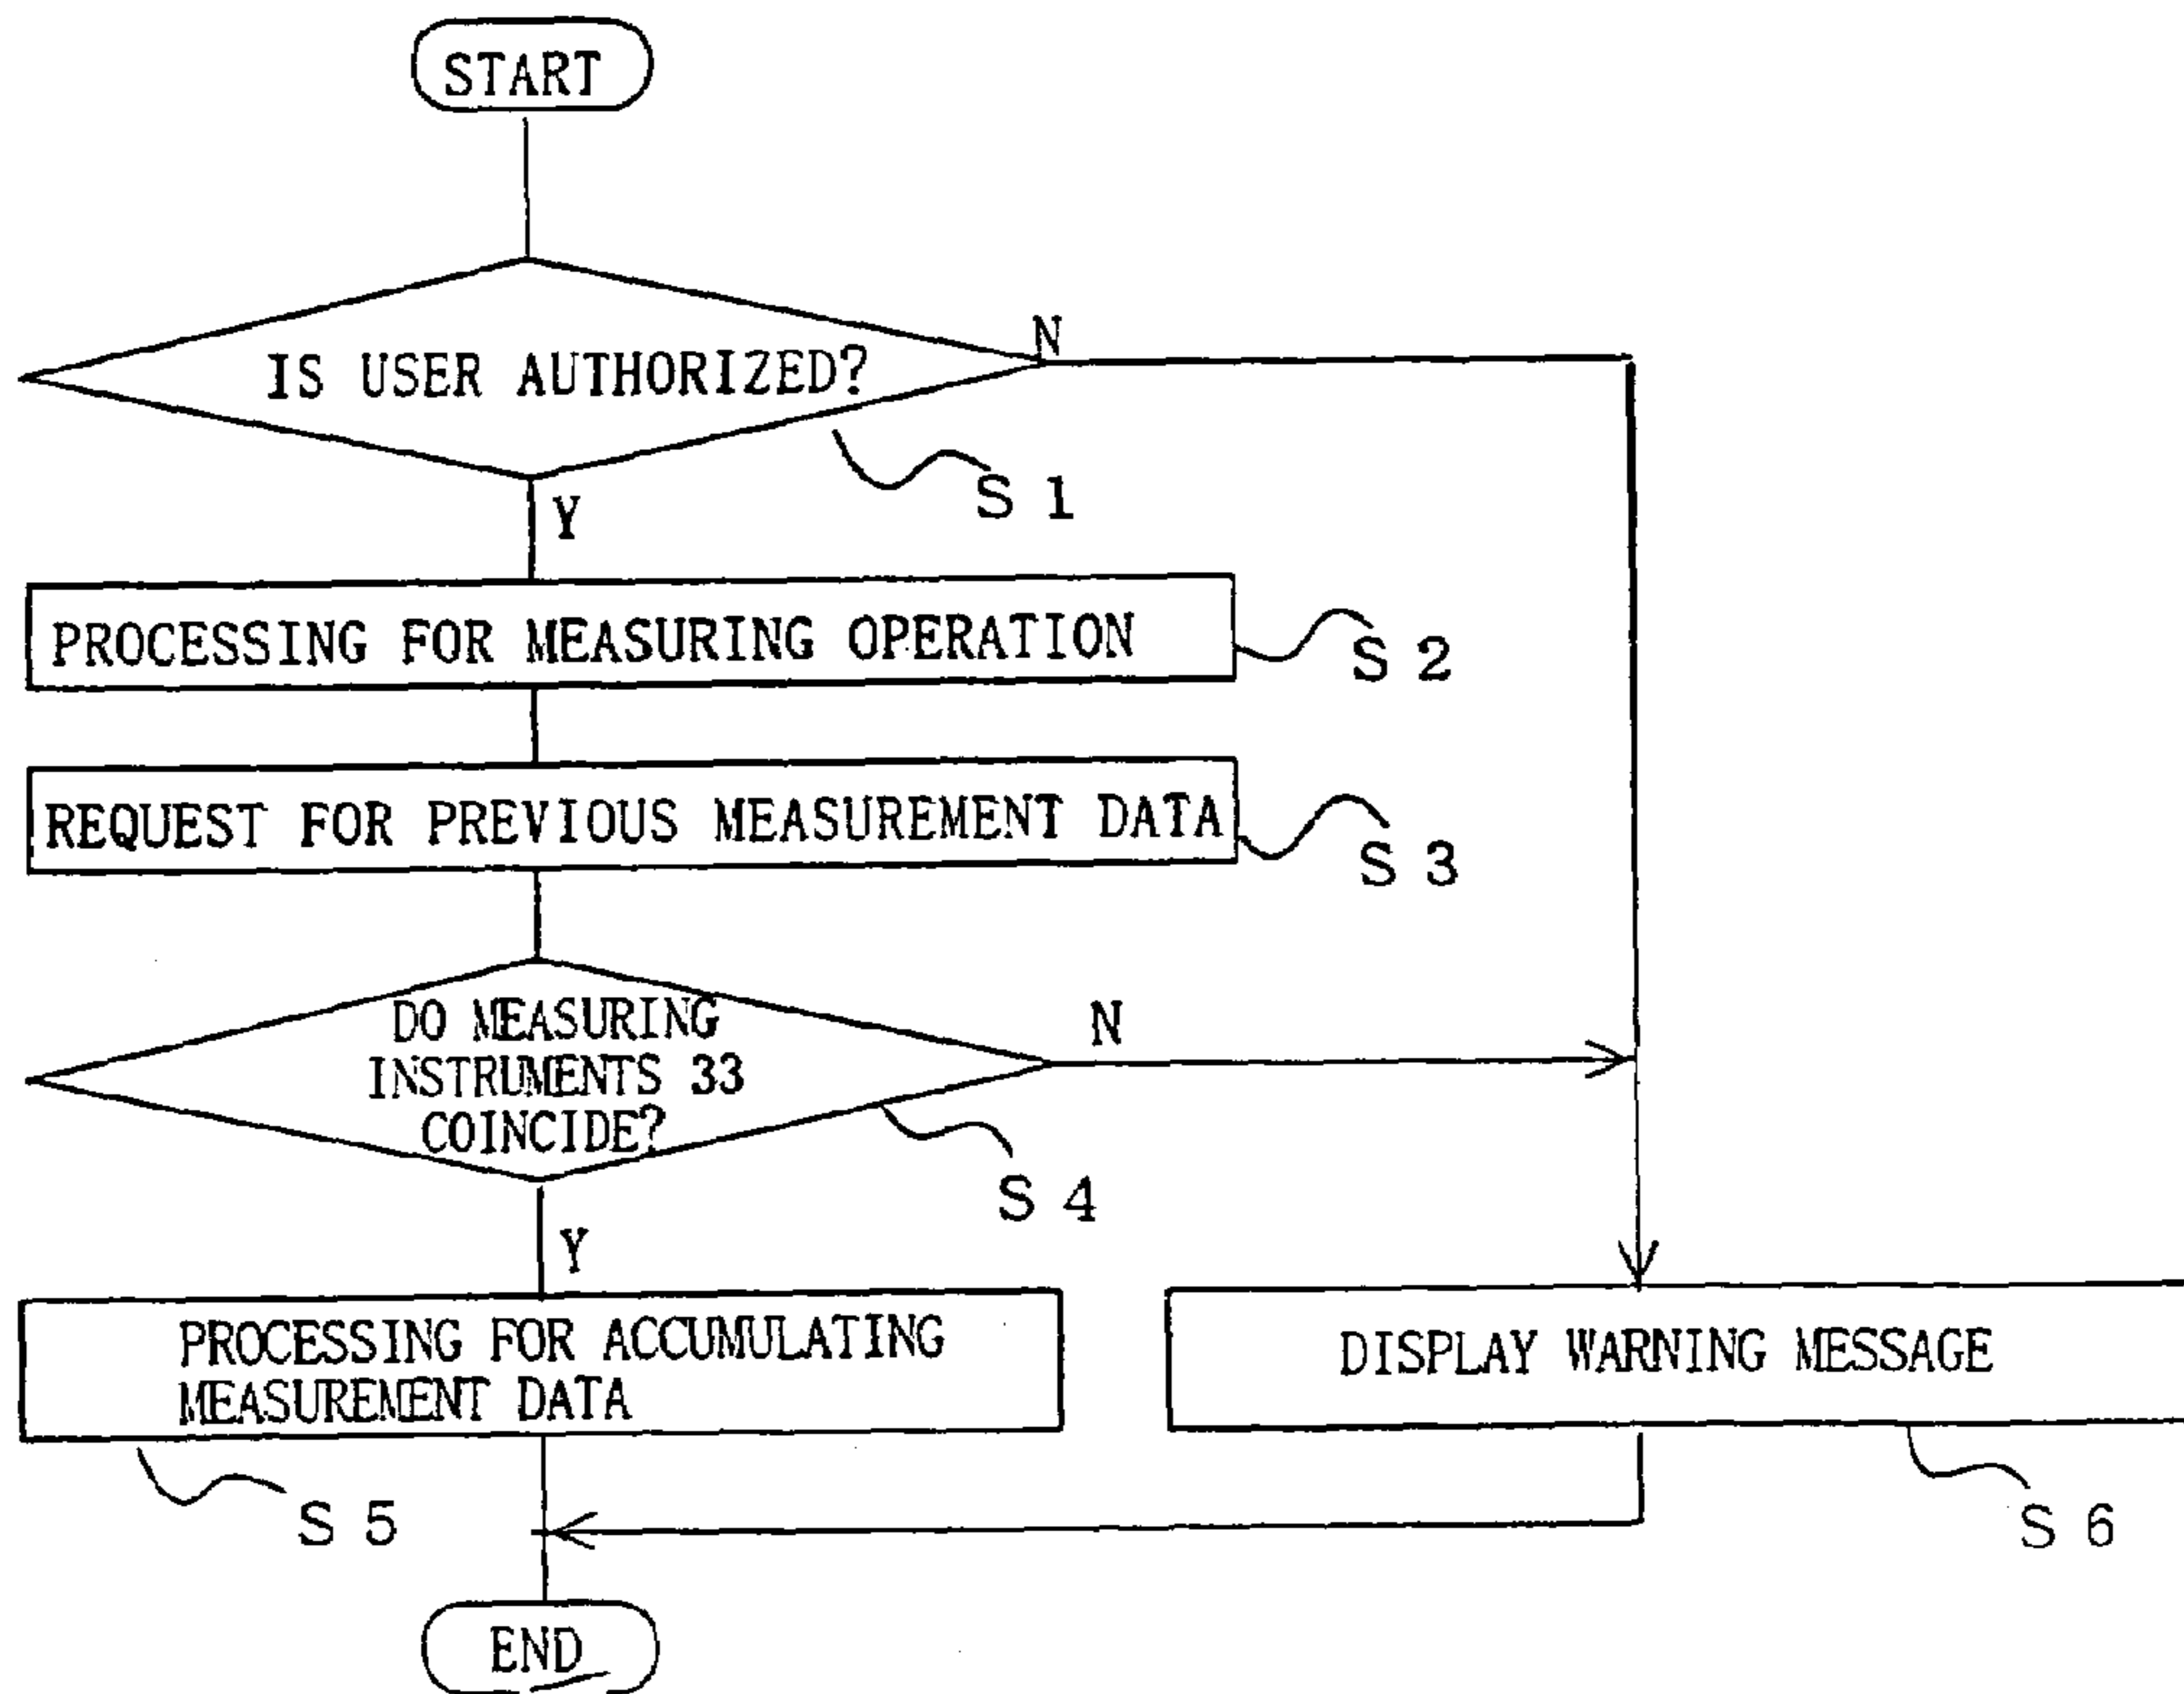 START
IS USER AUTHORIZED?
N
S 1
Y
PROCESSING FOR MEASURING OPERATION
S 2
REQUEST FOR PREVIOUS MEASUREMENT DATA
S 3
DO MEASURING
INSTRUMENTS 33
COINCIDE?
N
S 4
Y
PROCESSING FOR ACCUMULATING
MEASUREMENT DATA
S 5
DISPLAY WARNING MESSAGE
S 6
END